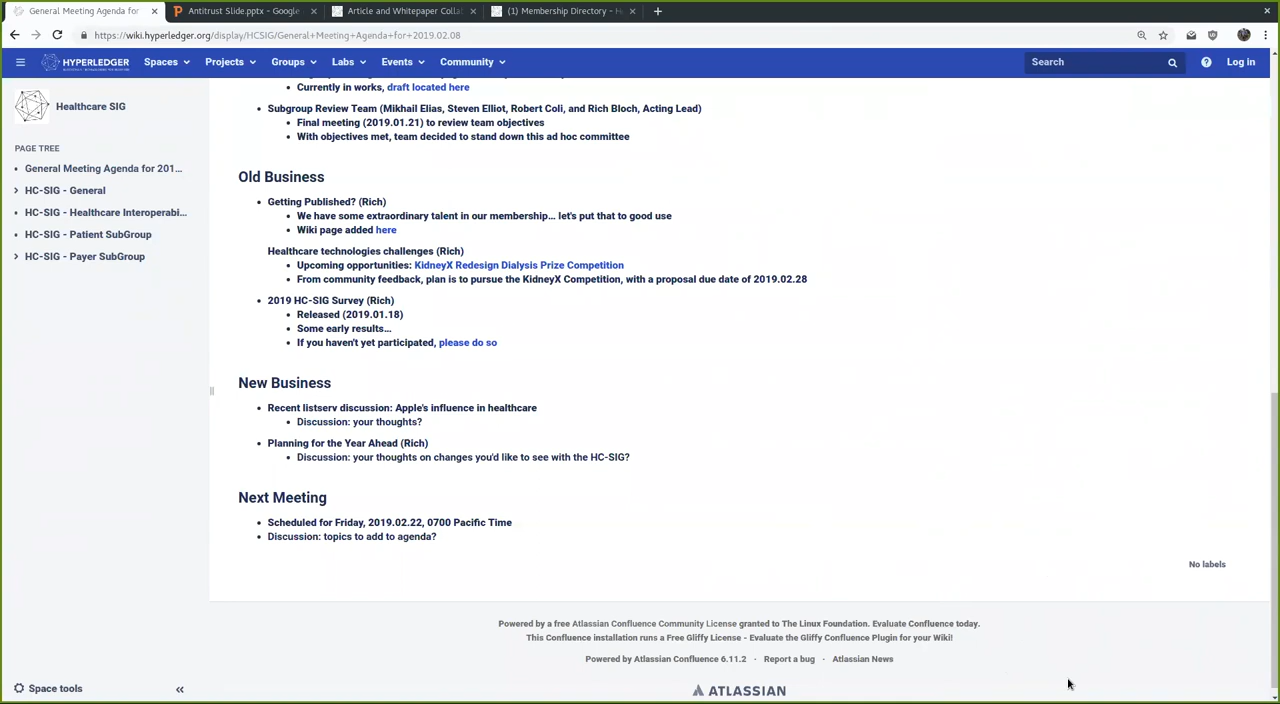 General Meeting Agenda for
Antitrust Slide.pptx - Google
Article and Whitepaper Colla
(1) Membership Directory - H
https://wiki.hyperledger.org/display/HCSIG/General+Meeting+Agenda+for+2019.02.08
HYPERLEDGER
Spaces
Projects
Groups
Labs
Events
Community
Search
Log in
Healthcare SIG
PAGE TREE
General Meeting Agenda for 201...
HC-SIG - General
HC-SIG - Healthcare Interoperabi...
HC-SIG - Patient SubGroup
HC-SIG - Payer SubGroup
Currently in works, draft located here
Subgroup Review Team (Mikhail Elias, Steven Elliot, Robert Coli, and Rich Bloch, Acting Lead)
Final meeting (2019.01.21) to review team objectives
With objectives met, team decided to stand down this ad hoc committee
Old Business
Getting Published? (Rich)
We have some extraordinary talent in our membership... let's put that to good use
Wiki page added here
Healthcare technologies challenges (Rich)
Upcoming opportunities: KidneyX Redesign Dialysis Prize Competition
From community feedback, plan is to pursue the KidneyX Competition, with a proposal due date of 2019.02.28
2019 HC-SIG Survey (Rich)
Released (2019.01.18)
Some early results...
If you haven't yet participated, please do so
New Business
Recent listserv discussion: Apple's influence in healthcare
Discussion: your thoughts?
Planning for the Year Ahead (Rich)
Discussion: your thoughts on changes you'd like to see with the HC-SIG?
Next Meeting
Scheduled for Friday, 2019.02.22, 0700 Pacific Time
Discussion: topics to add to agenda?
No labels
Powered by a free Atlassian Confluence Community License granted to The Linux Foundation. Evaluate Confluence today.
This Confluence installation runs a Free Gliffy License - Evaluate the Gliffy Confluence Plugin for your Wiki!
Powered by Atlassian Confluence 6.11.2 · Report a bug · Atlassian News
ATLASSIAN
Space tools